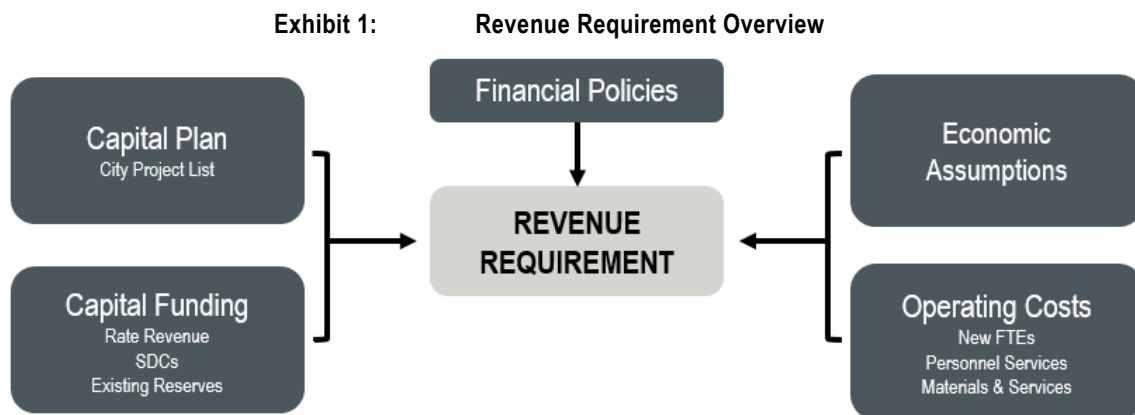 Exhibit 1: Revenue Requirement Overview
Capital Plan
City Project List
Capital Funding
Rate Revenue
SDCs
Existing Reserves
Financial Policies
REVENUE
REQUIREMENT
Economic
Assumptions
Operating Costs
New FTEs
Personnel Services
Materials & Services